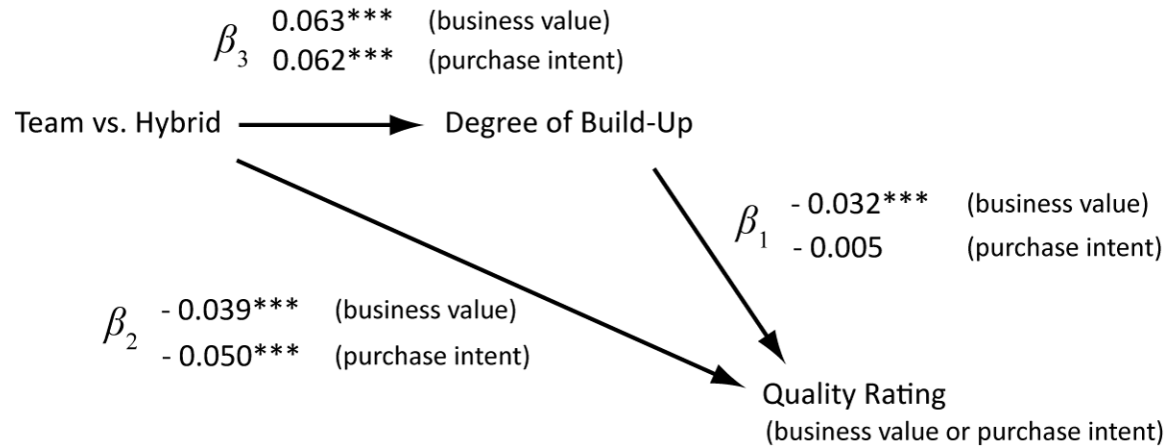 β3 0.063*** (business value)
0.062*** (purchase intent)
Team vs. Hybrid
Degree of Build-Up
β1 - 0.032*** (business value)
- 0.005 (purchase intent)
β2 - 0.039*** (business value)
- 0.050*** (purchase intent)
Quality Rating
(business value or purchase intent)